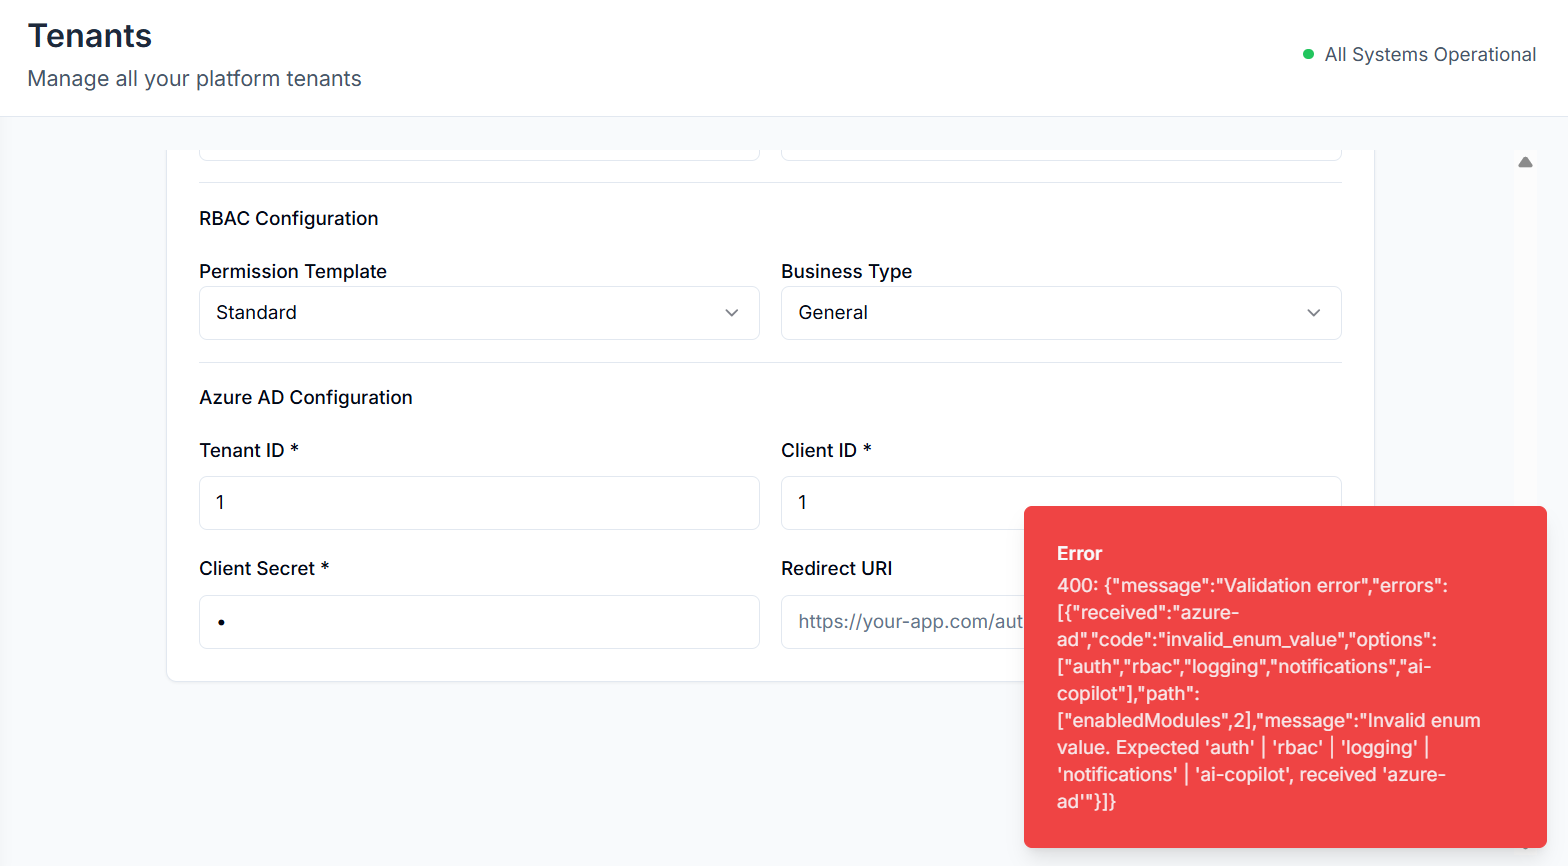 Tenants
Manage all your platform tenants
All Systems Operational
RBAC Configuration
Permission Template
Business Type
Standard
General
Azure AD Configuration
Tenant ID *
Client ID *
1
1
Client Secret *
Redirect URI
•
https://your-app.com/aut
Error
400: {"message":"Validation error","errors":
[{"received":"azure-
ad","code":"invalid_enum_value","options":
["auth","rbac","logging","notifications","ai-
copilot"],"path":
["enabledModules",2],"message":"Invalid enum
value. Expected 'auth' | 'rbac' | 'logging' |
'notifications' | 'ai-copilot', received 'azure-
ad'"}]}